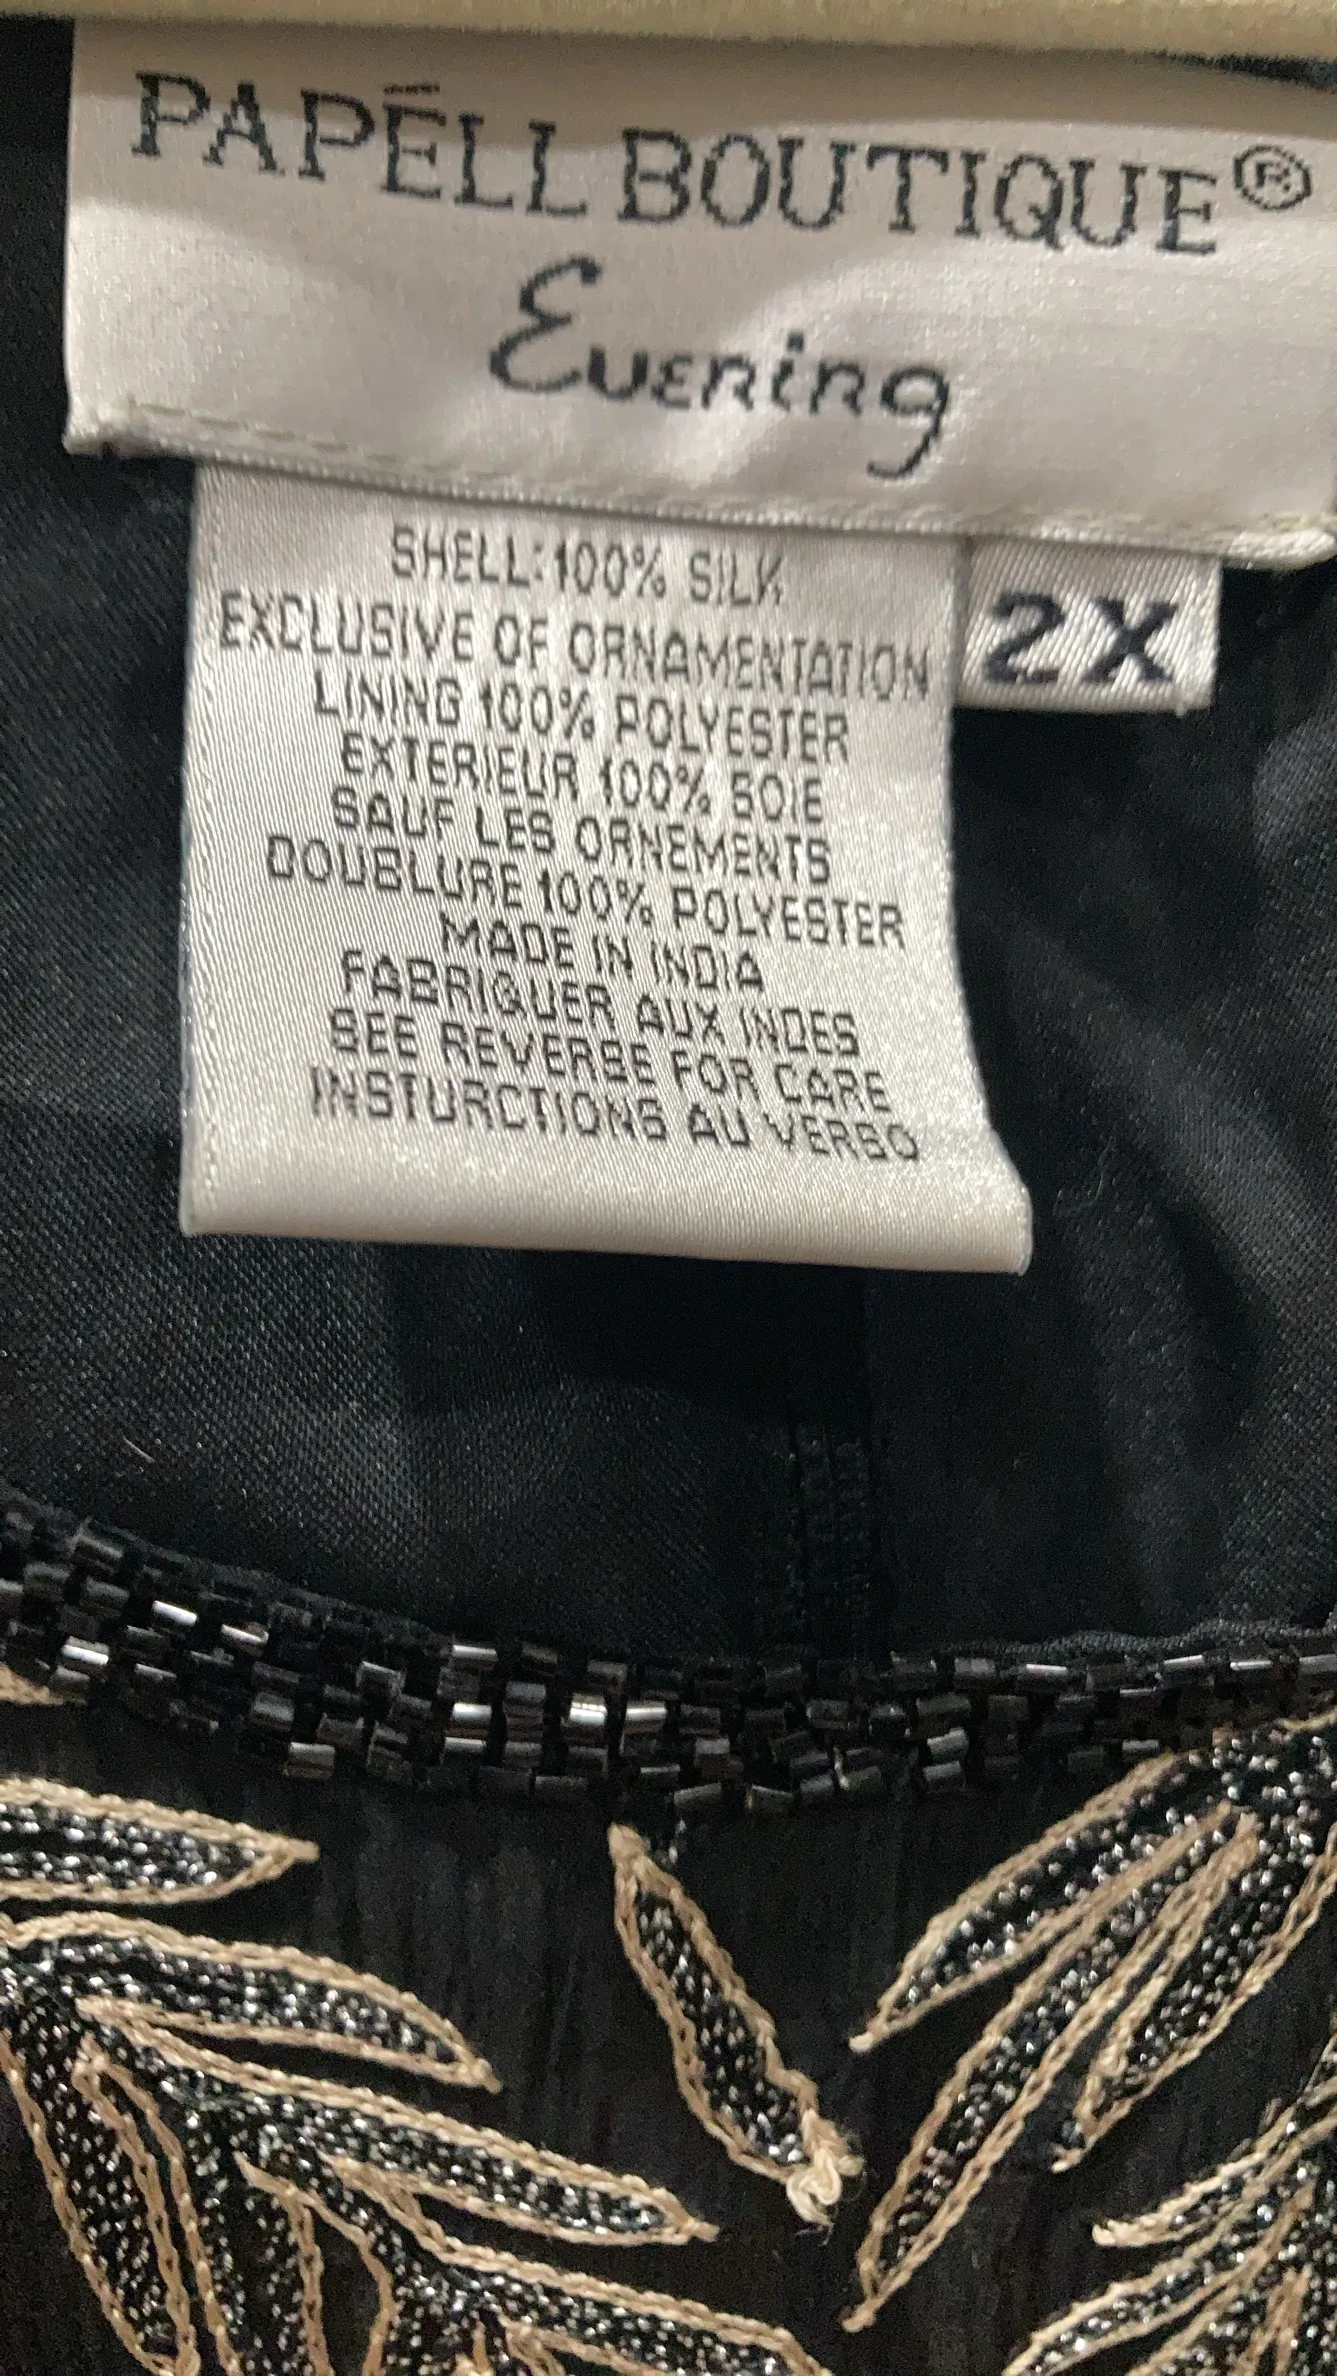 PAPÉLL BOUTIQUE®
Evening
2X
SHELL:100% SILK
EXCLUSIVE OF ORNAMENTATION
LINING 100% POLYESTER
EXTERIEUR 100% SOIE
SAUF LES ORNEMENTS
DOUBLURE 100% POLYESTER
MADE IN INDIA
FABRIQUER AUX INDES
SEE REVERSE FOR CARE
INSTURCTIONS AU VERSO